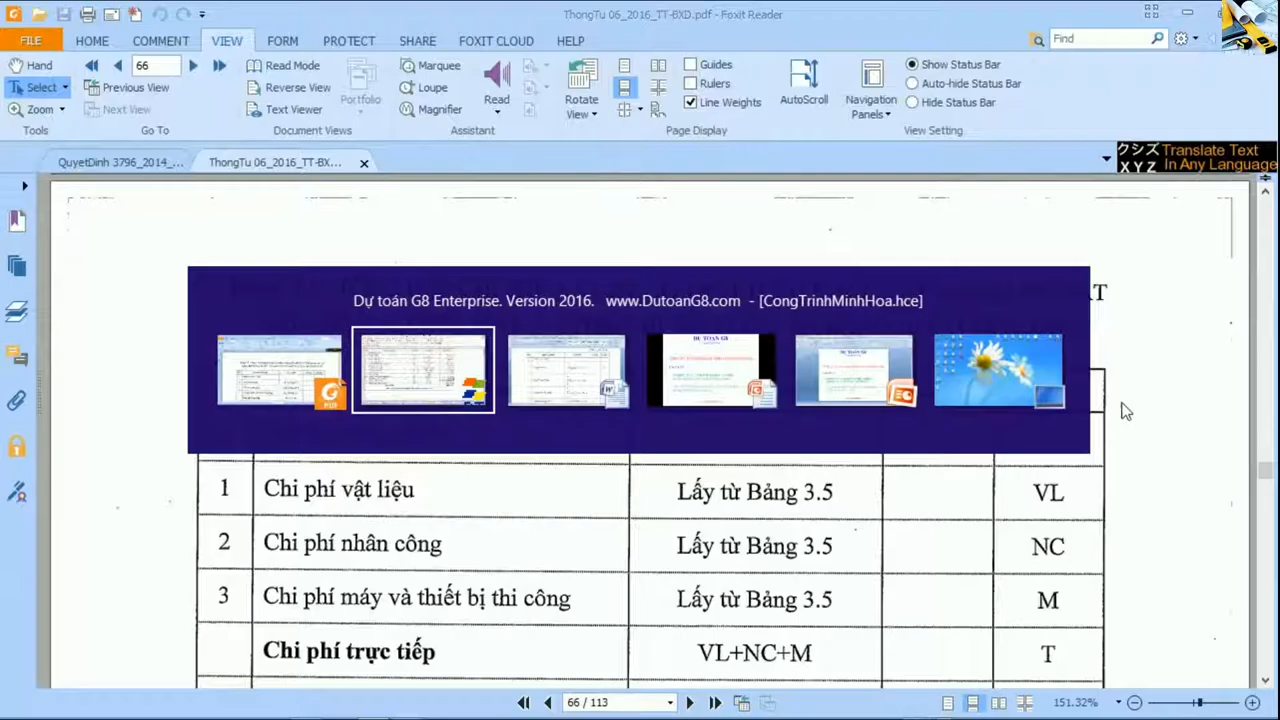 ThongTu 06_2016_TT-BXD.pdf - Foxit Reader
FILE HOME COMMENT VIEW FORM PROTECT SHARE FOXIT CLOUD HELP Find
Hand 66 Read Mode Marquee Guides Show Status Bar
Select Previous View Reverse View Loupe Rulers Auto-hide Status Bar
Zoom Next View Text Viewer Portfolio Magnifier Read Rotate View Line Weights AutoScroll Navigation Panels Hide Status Bar
Tools Go To Document Views Assistant Page Display View Setting
QuyetDinh 3796_2014_... ThongTu 06_2016_TT-BX...
クシズ Translate Text
XYZ In Any Language
AT
Dự toán G8 Enterprise. Version 2016. www.DutoanG8.com - [CongTrinhMinhHoa.hce]
PDF
1 Chi phí vật liệu Lấy từ Bảng 3.5 VL
2 Chi phí nhân công Lấy từ Bảng 3.5 NC
3 Chi phí máy và thiết bị thi công Lấy từ Bảng 3.5 M
Chi phí trực tiếp VL+NC+M T
66 / 113 151.32%